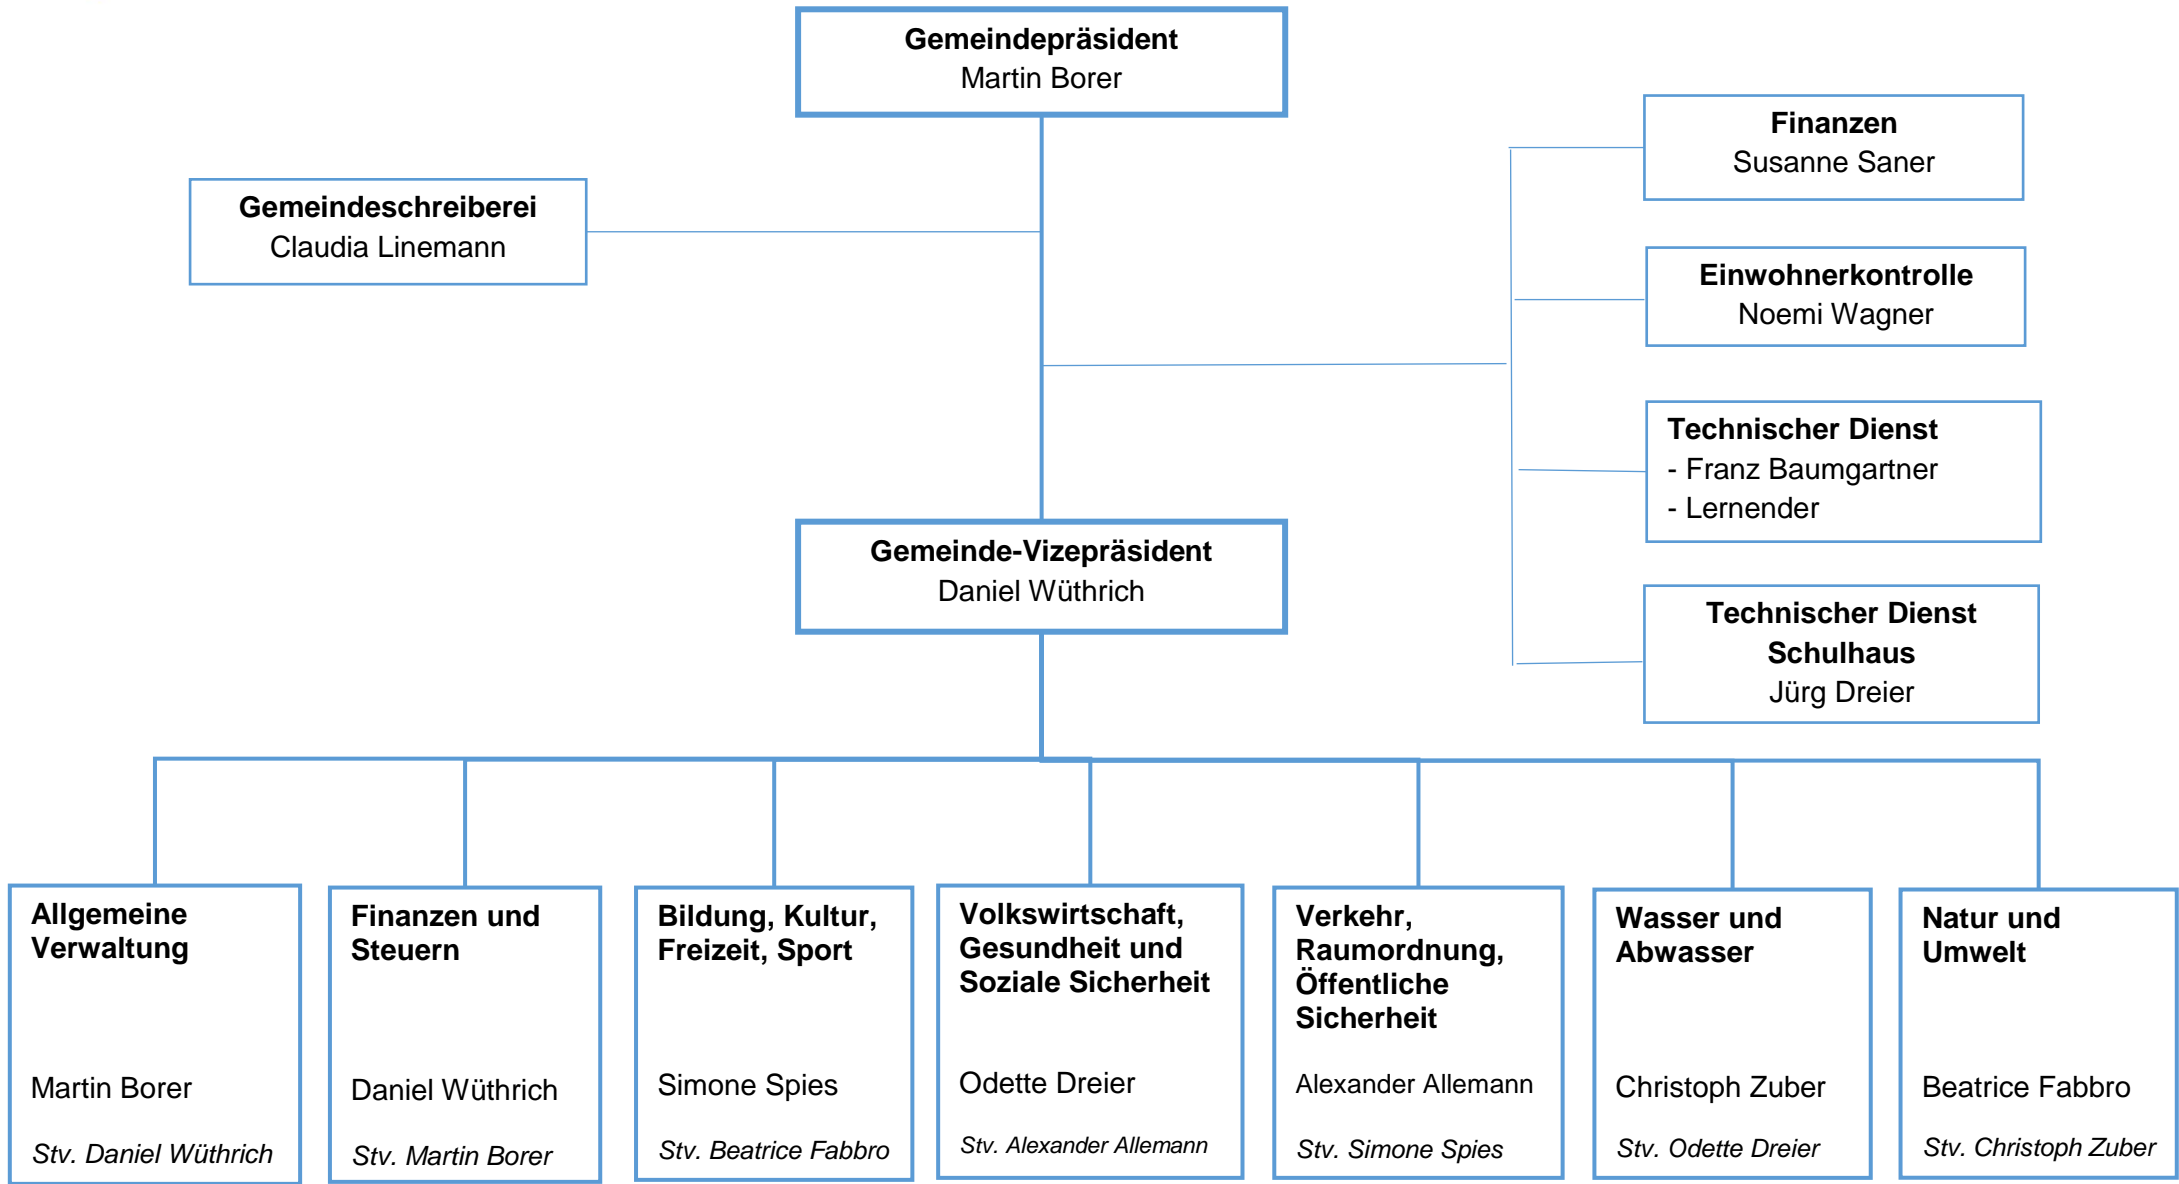 Gemeindepräsident
Martin Borer
Finanzen
Susanne Saner
Gemeindeschreiberei
Claudia Linemann
Einwohnerkontrolle
Noemi Wagner
Technischer Dienst
- Franz Baumgartner
- Lernender
Gemeinde-Vizepräsident
Daniel Wüthrich
Technischer Dienst
Schulhaus
Jürg Dreier
Allgemeine
Verwaltung
Martin Borer
Stv. Daniel Wüthrich
Finanzen und
Steuern
Daniel Wüthrich
Stv. Martin Borer
Bildung, Kultur,
Freizeit, Sport
Simone Spies
Stv. Beatrice Fabbro
Volkswirtschaft,
Gesundheit und
Soziale Sicherheit
Odette Dreier
Stv. Alexander Allemann
Verkehr,
Raumordnung,
Öffentliche
Sicherheit
Alexander Allemann
Stv. Simone Spies
Wasser und
Abwasser
Christoph Zuber
Stv. Odette Dreier
Natur und
Umwelt
Beatrice Fabbro
Stv. Christoph Zuber